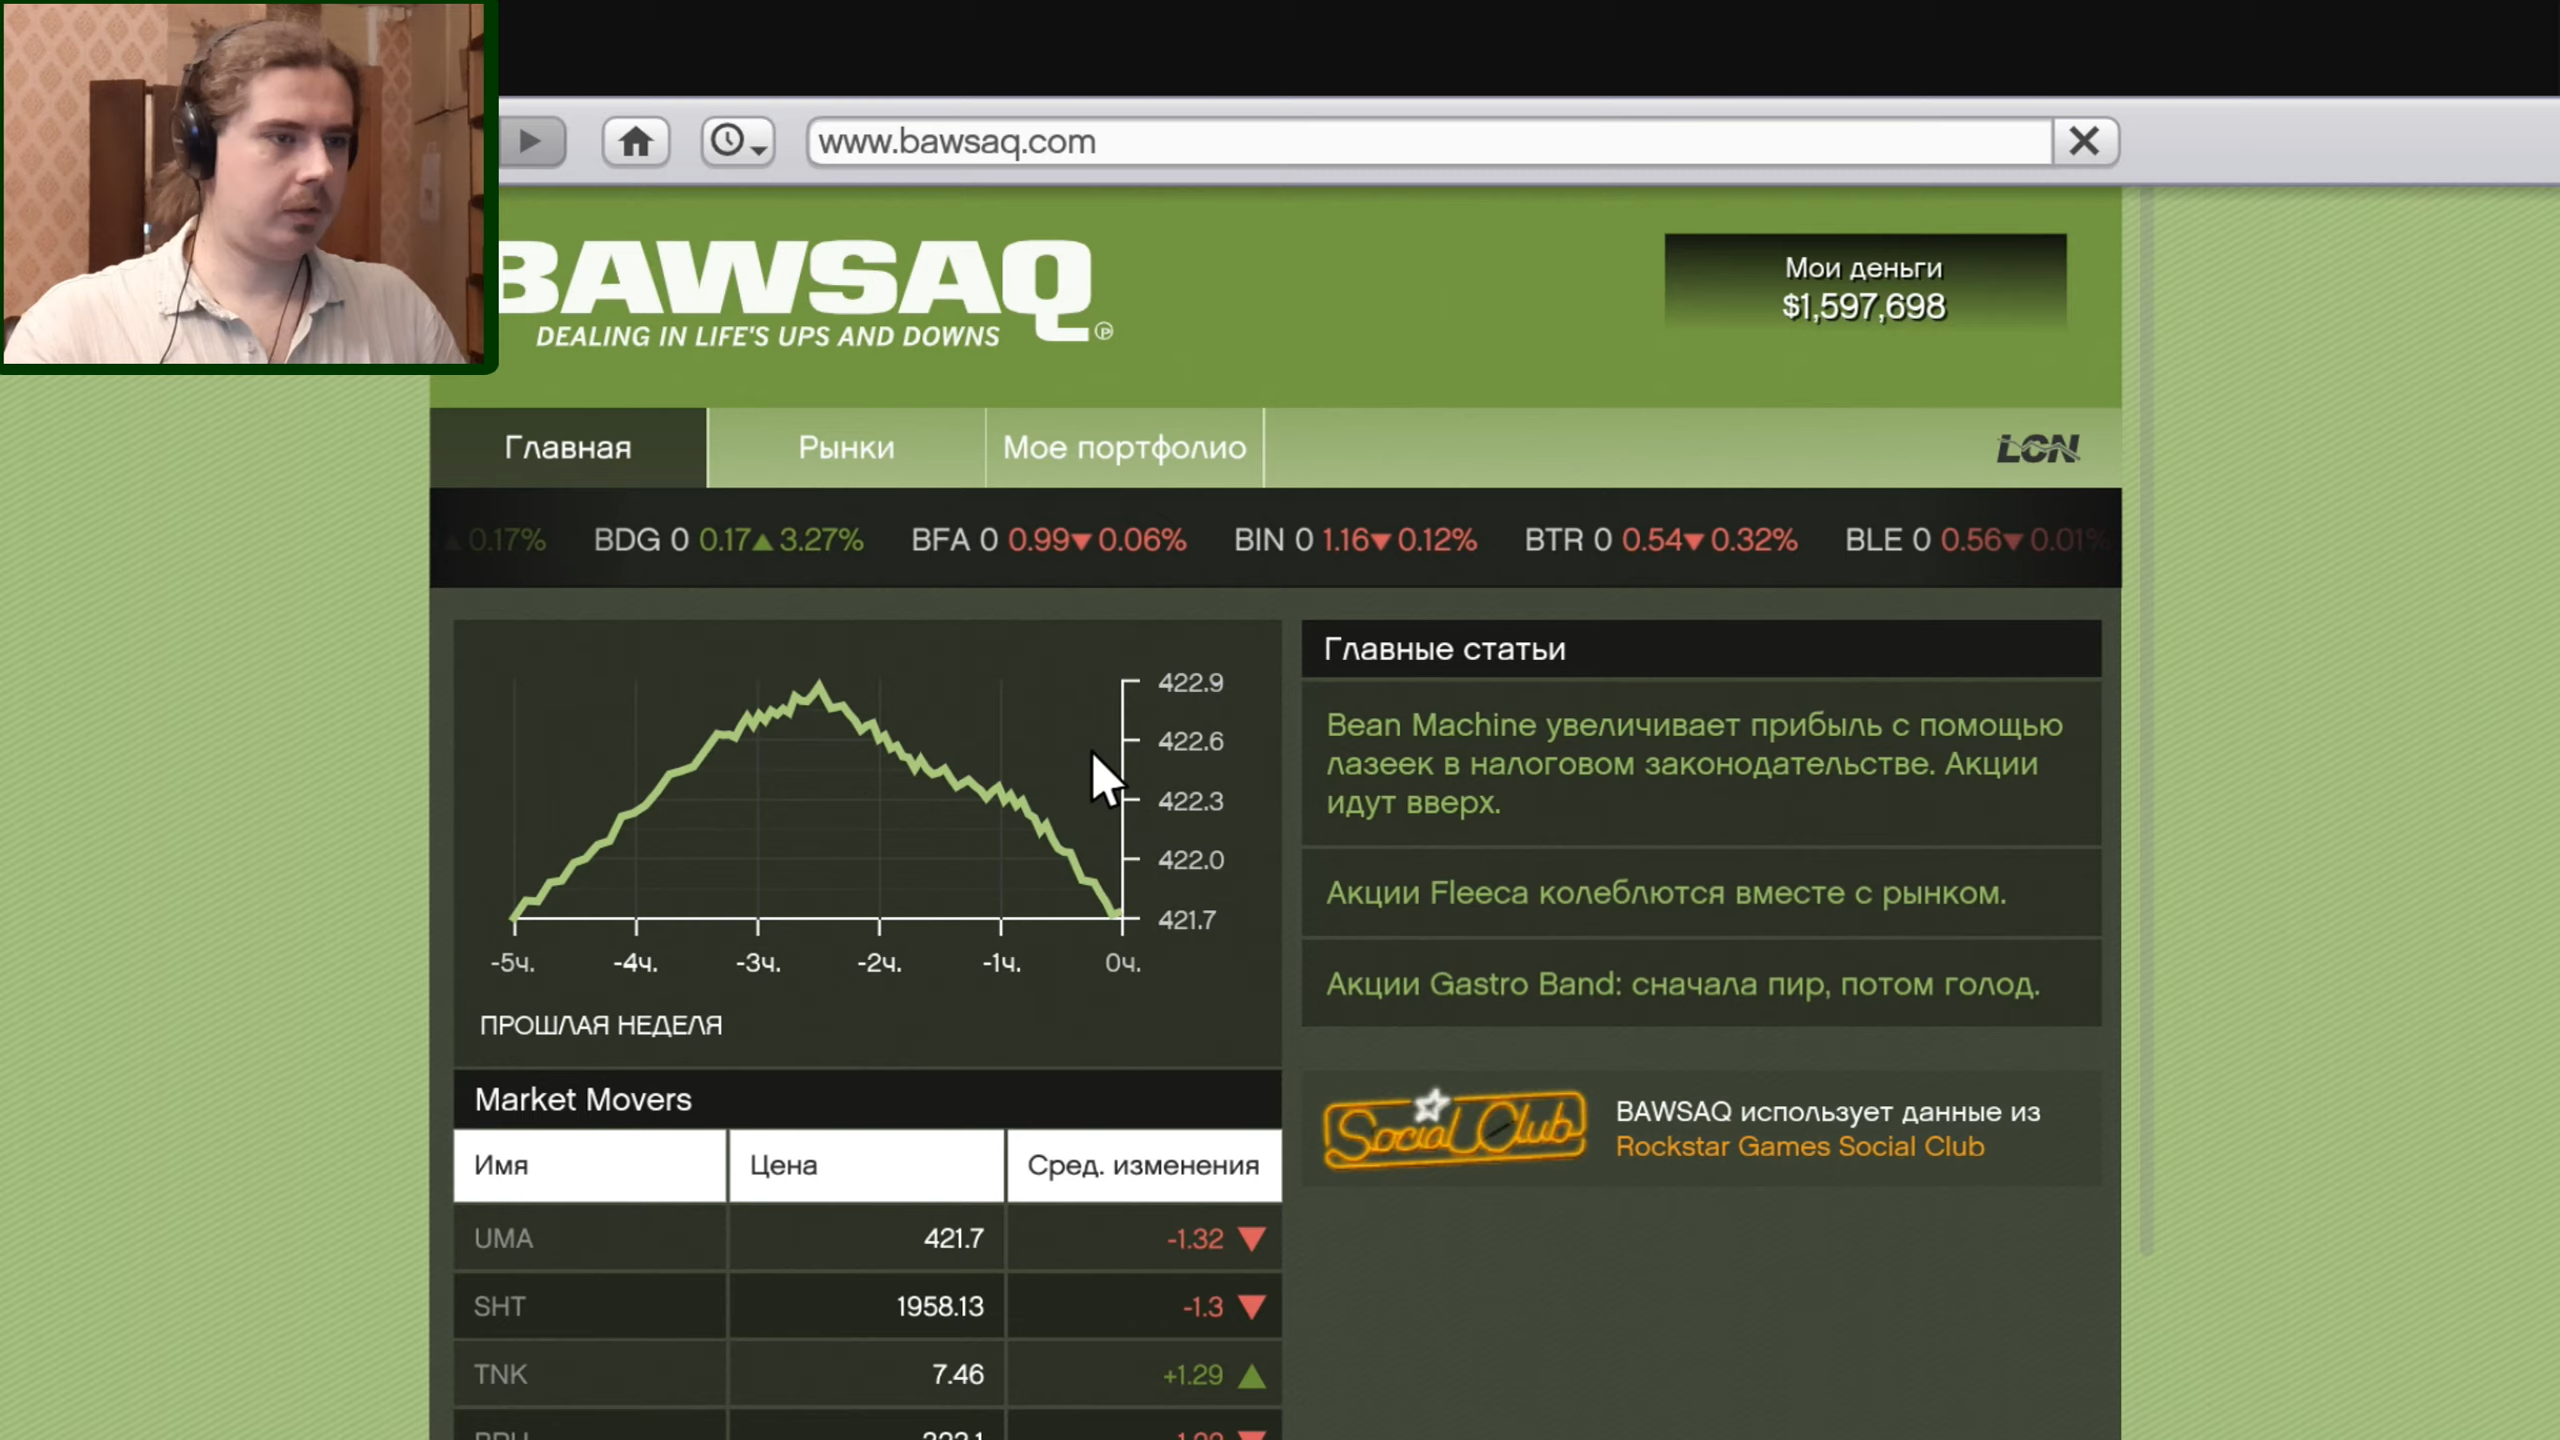 www.bawsaq.com
BAWSAQ
DEALING IN LIFE'S UPS AND DOWNS
Мои деньги
$1,597,698
Главная Рынки Мое портфолио LCN
▲ 0.17% BDG 0 0.17▲3.27% BFA 0 0.99▼0.06% BIN 0 1.16▼0.12% BTR 0 0.54▼0.32% BLE 0 0.56▼0.01%
422.9
422.6
422.3
422.0
421.7
-5ч. -4ч. -3ч. -2ч. -1ч. 0ч.
ПРОШЛАЯ НЕДЕЛЯ
Market Movers
Имя Цена Сред. изменения
UMA 421.7 -1.32 ▼
SHT 1958.13 -1.3 ▼
TNK 7.46 +1.29 ▲
Главные статьи
Bean Machine увеличивает прибыль с помощью
лазеек в налоговом законодательстве. Акции
идут вверх.
Акции Fleeca колеблются вместе с рынком.
Акции Gastro Band: сначала пир, потом голод.
Social Club
BAWSAQ использует данные из
Rockstar Games Social Club